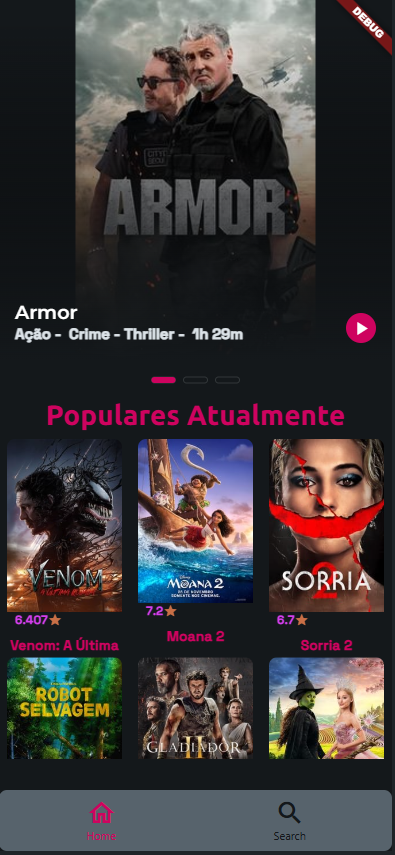 DEBUG
CITY
ARMOR
Armor
Ação - Crime - Thriller - 1h 29m
Populares Atualmente
VENOM
MOANA 2
05 DE NOVEMBRO
SOMENTE NOS CINEMAS.
SORRIA
2
6.407
7.2
6.7
Venom: A Última
Moana 2
Sorria 2
ROBOT
SELVAGEM
GLADIADOR
II
Home
Search